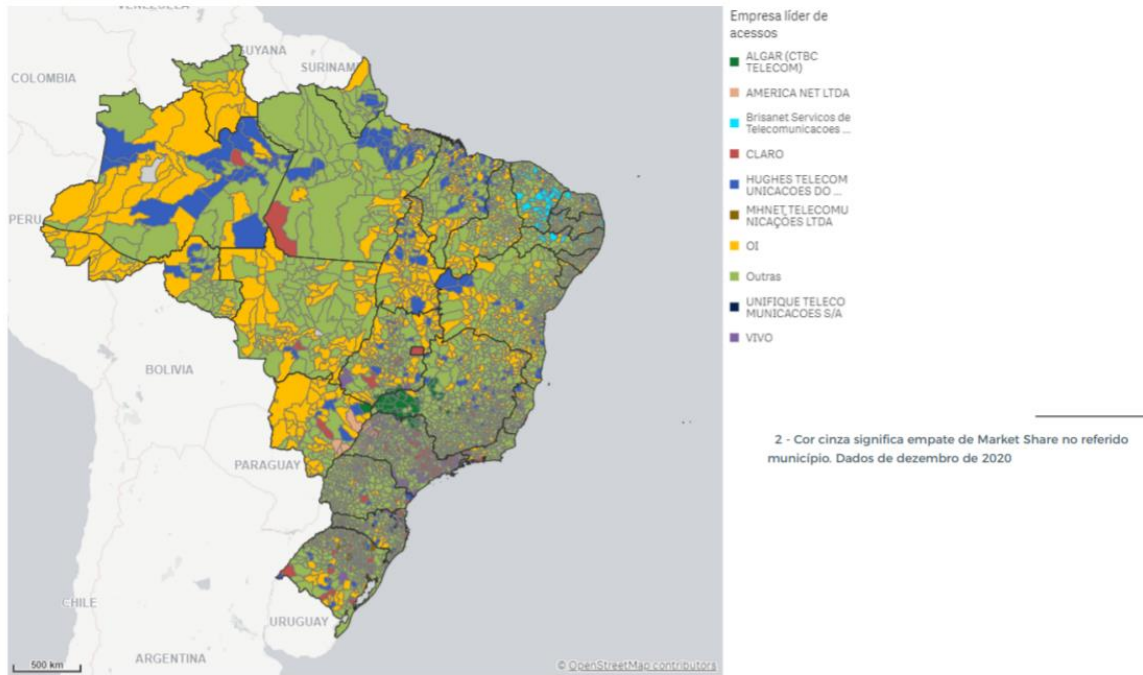 VENEZUELA
GUYANA
SURINAM
COLOMBIA
PERU
BOLIVIA
PARAGUAY
CHILE
URUGUAY
ARGENTINA
500 km
© OpenStreetMap contributors
Empresa líder de
acessos
ALGAR (CTBC
TELECOM)
AMERICA NET LTDA
Brisanet Servicos de
Telecomunicacoes ...
CLARO
HUGHES TELECOM
UNICACOES DO ...
MHNET TELECOMU
NICAÇÕES LTDA
OI
Outras
UNIFIQUE TELECO
MUNICACOES S/A
VIVO
2 - Cor cinza significa empate de Market Share no referido
município. Dados de dezembro de 2020